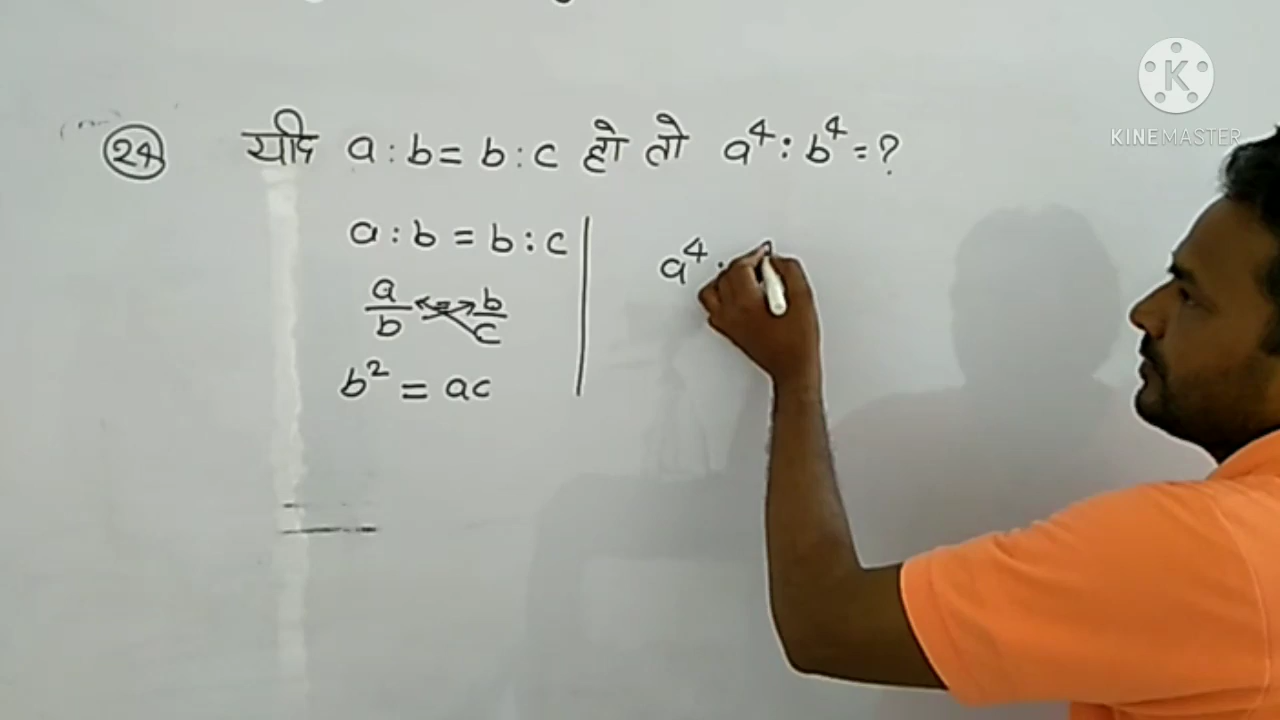 K
KINEMASTER
24 यदि a : b = b : c हो तो a⁴ : b⁴ = ?
a : b = b : c
a/b = b/c
b² = ac
a⁴ :